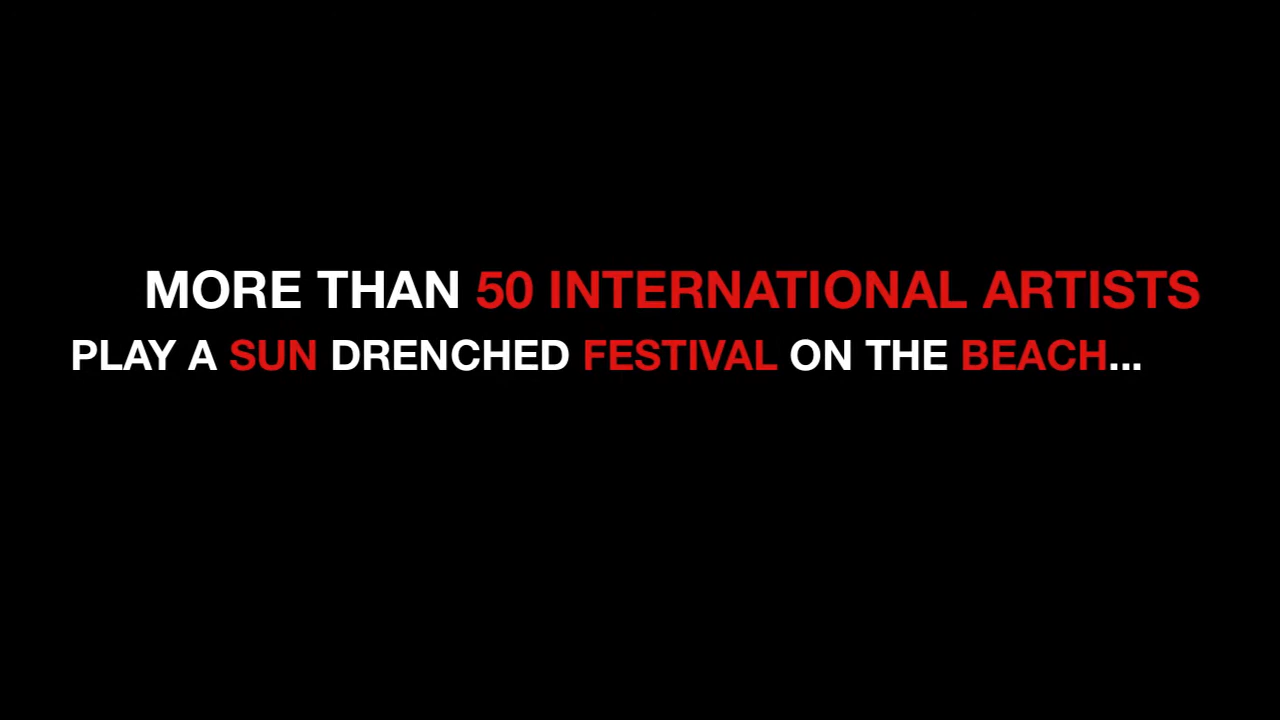 MORE THAN 50 INTERNATIONAL ARTISTS
PLAY A SUN DRENCHED FESTIVAL ON THE BEACH...